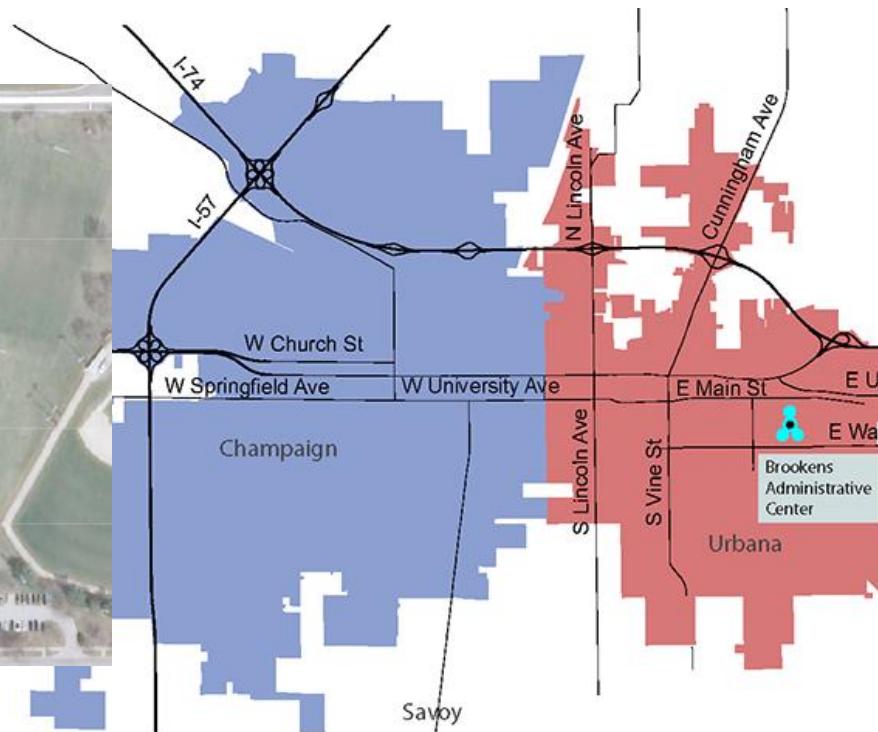 I-74
N Lincoln Ave
Cunningham Ave
I-57
W Church St
W Springfield Ave
W University Ave
E Main St
E U
Champaign
S Lincoln Ave
S Vine St
E Wa
Brookens
Administrative
Center
Urbana
Savoy